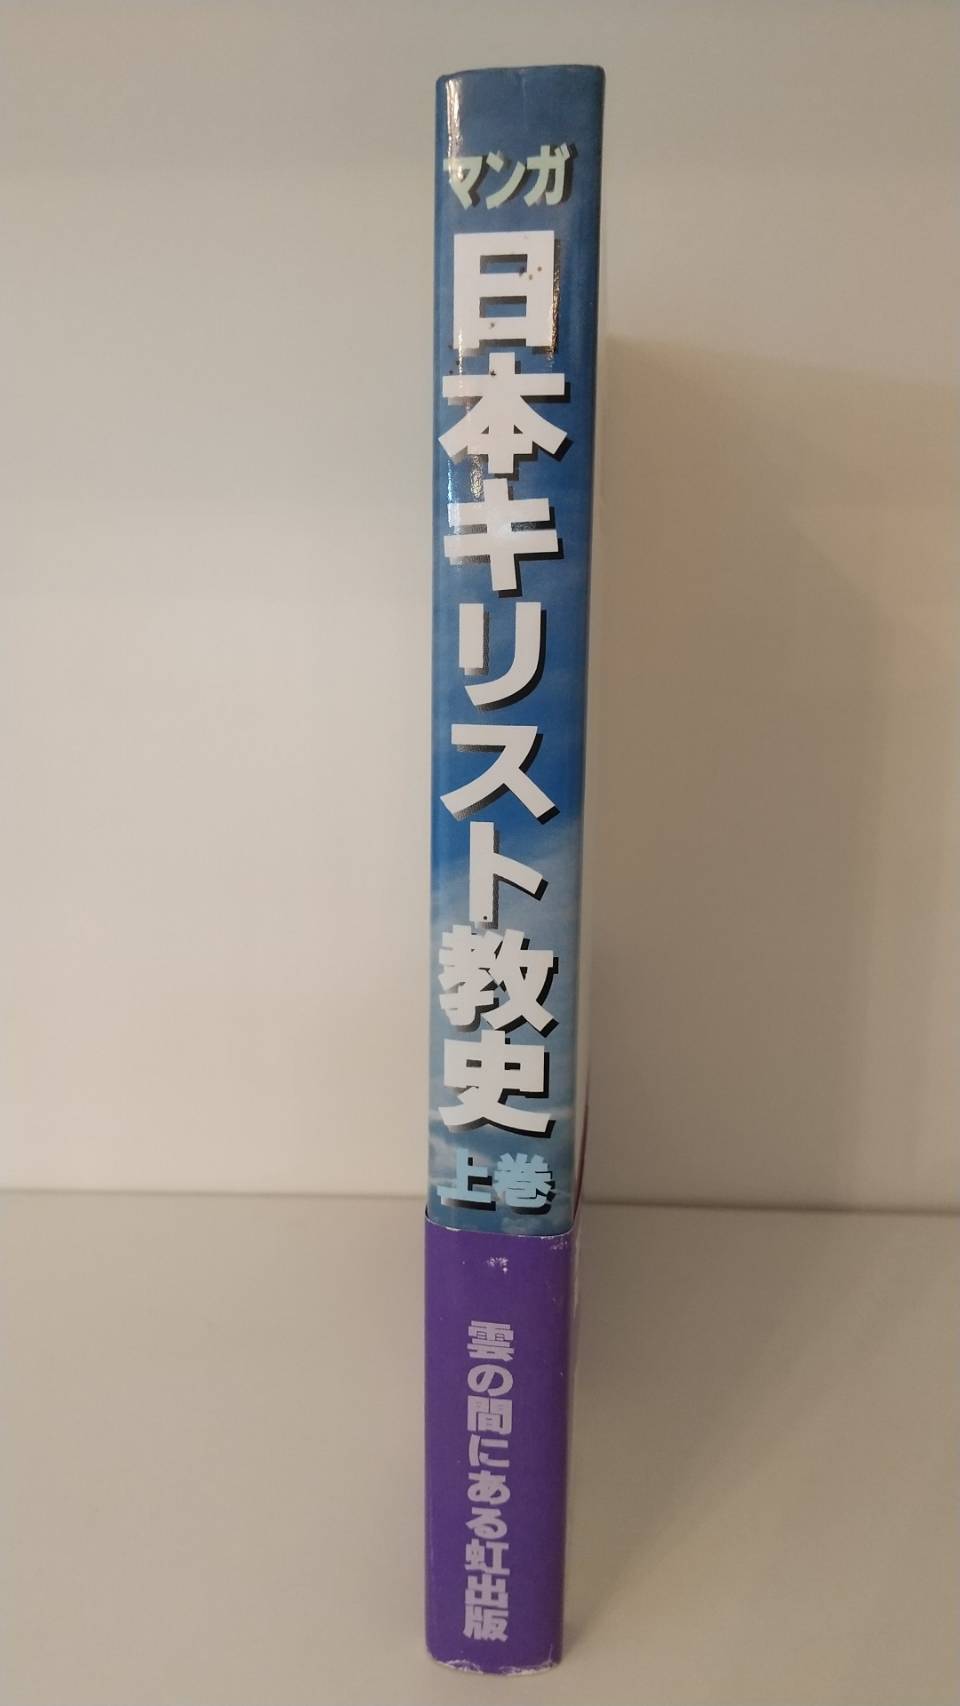 マンガ
日本キリスト教史
上巻
雲の間にある虹出版